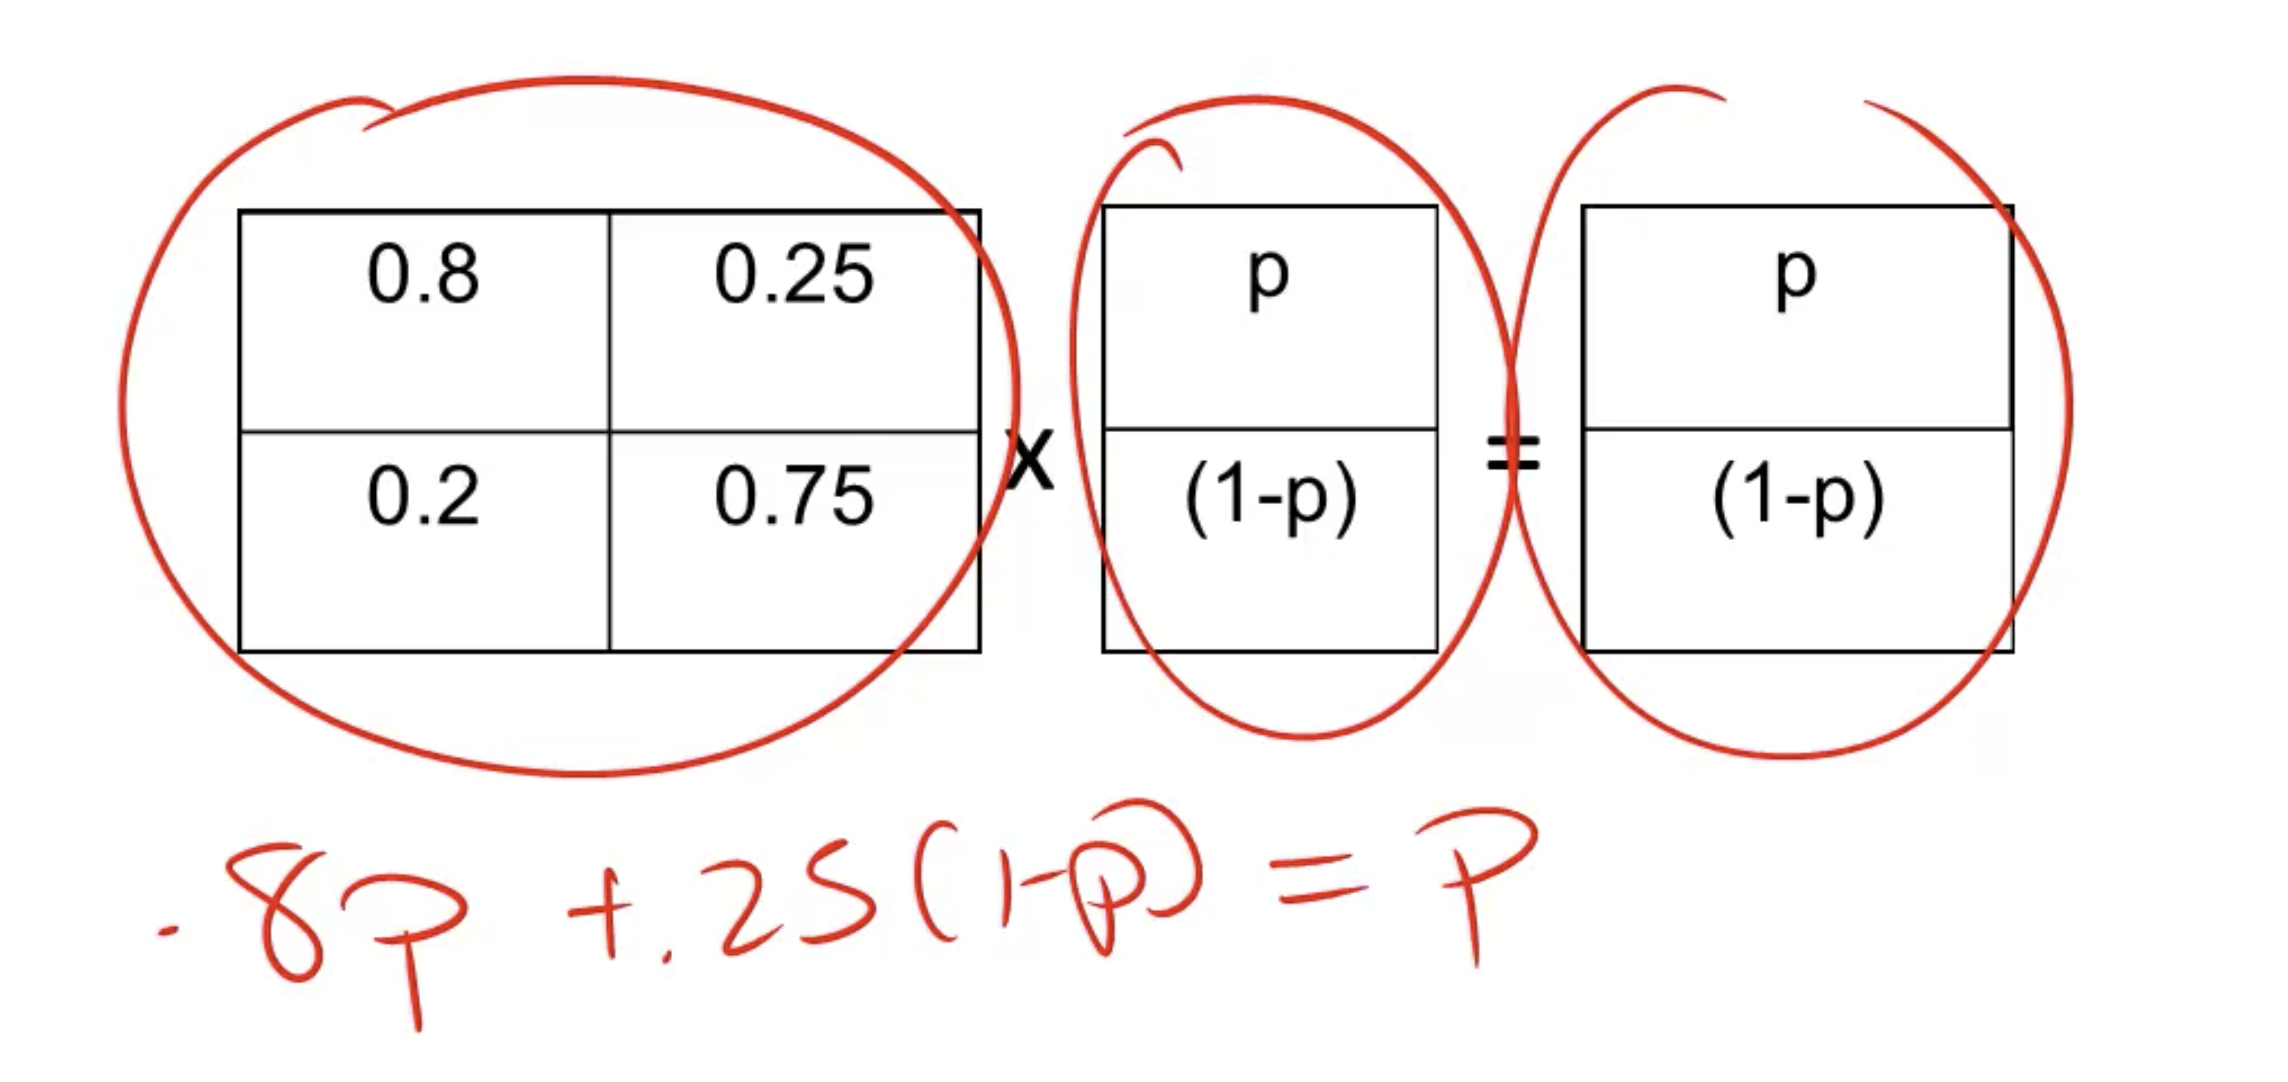 0.8 0.25 p p
x =
0.2 0.75 (1-p) (1-p)
.8p + .25(1-p) = p